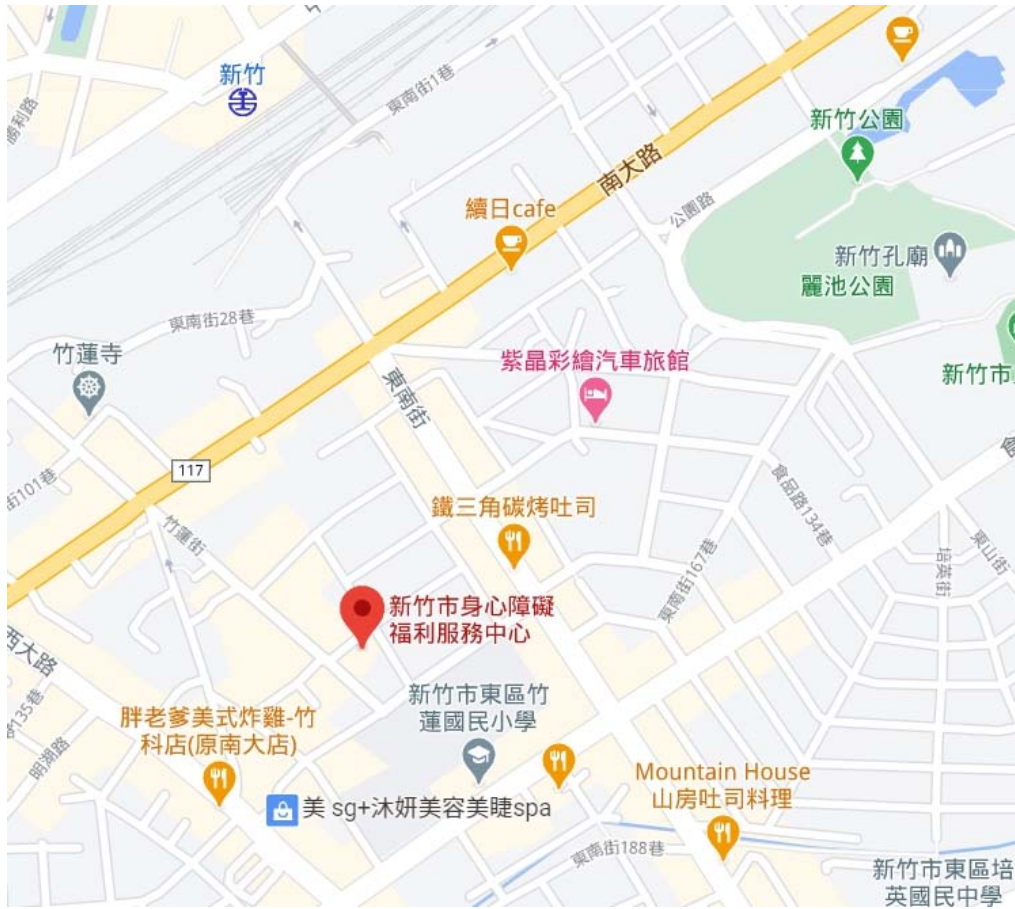 新竹
勝利路
東南街1巷
新竹公園
南大路
續日cafe
公園路
新竹孔廟
麗池公園
東南街28巷
竹蓮寺
紫晶彩繪汽車旅館
新竹市
東南街
117
街101巷
食
鐵三角碳烤吐司
食品路134巷
竹蓮街
東南街167巷
培英街
東山街
新竹市身心障礙
福利服務中心
西大路
新竹市東區竹
蓮國民小學
135巷
明湖路
胖老爹美式炸雞-竹
科店(原南大店)
Mountain House
山房吐司料理
美 sg+沐妍美容美睫spa
東南街188巷
新竹市東區培
英國民中學